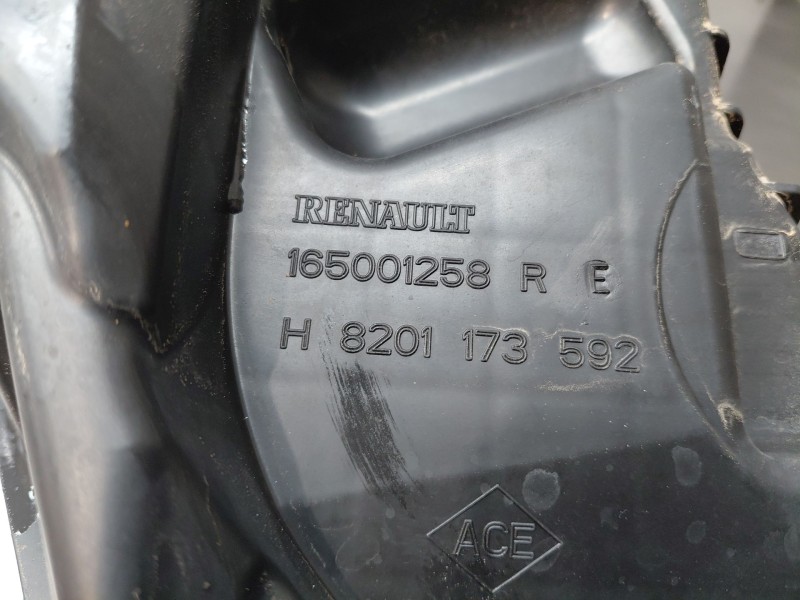 RENAULT
165001258 R E
H 8201 173 592
ACE